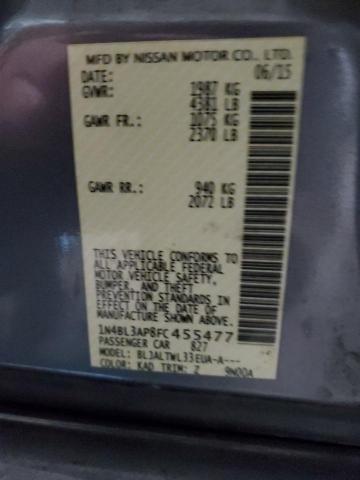 MFD BY NISSAN MOTOR CO., LTD.
DATE: 06/15
GVWR: 1987 KG
4381 LB
GAWR FR.: 1075 KG
2370 LB
GAWR RR.: 940 KG
2072 LB
THIS VEHICLE CONFORMS TO
ALL APPLICABLE FEDERAL
MOTOR VEHICLE SAFETY,
BUMPER, AND THEFT
PREVENTION STANDARDS IN
EFFECT ON THE DATE OF
MANUFACTURE SHOWN ABOVE.
1N4BL3AP8FC455477
PASSENGER CAR 827
MODEL: BLJALTWL33EUA-A---
COLOR: KAD TRIM: Z 9N00A